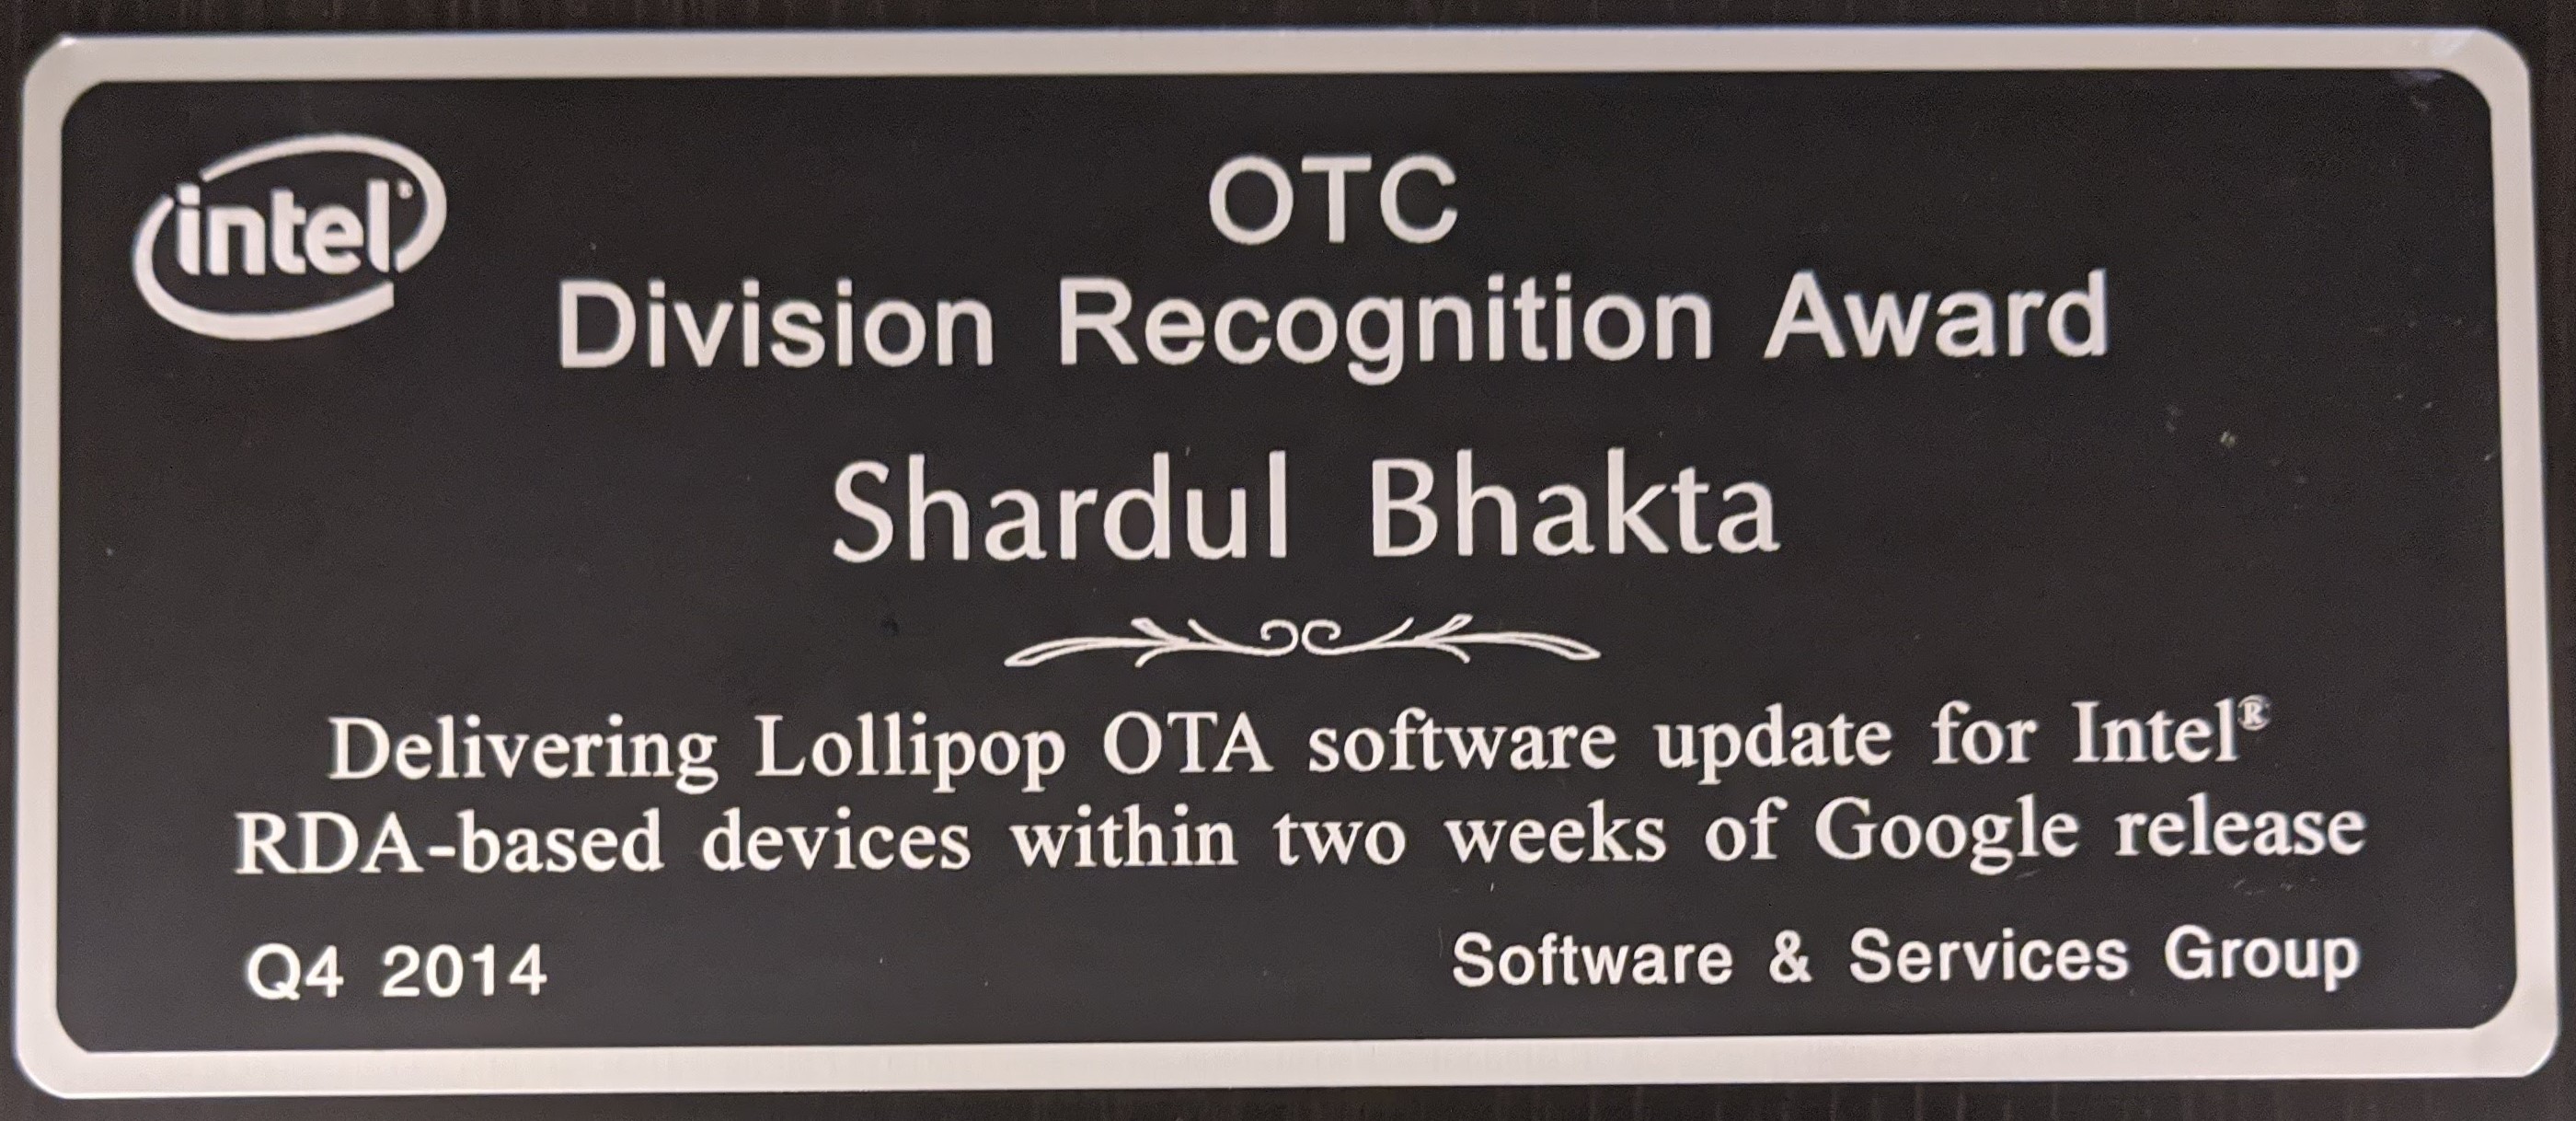 intel®
OTC
Division Recognition Award
Shardul Bhakta
Delivering Lollipop OTA software update for Intel®
RDA-based devices within two weeks of Google release
Q4 2014
Software & Services Group